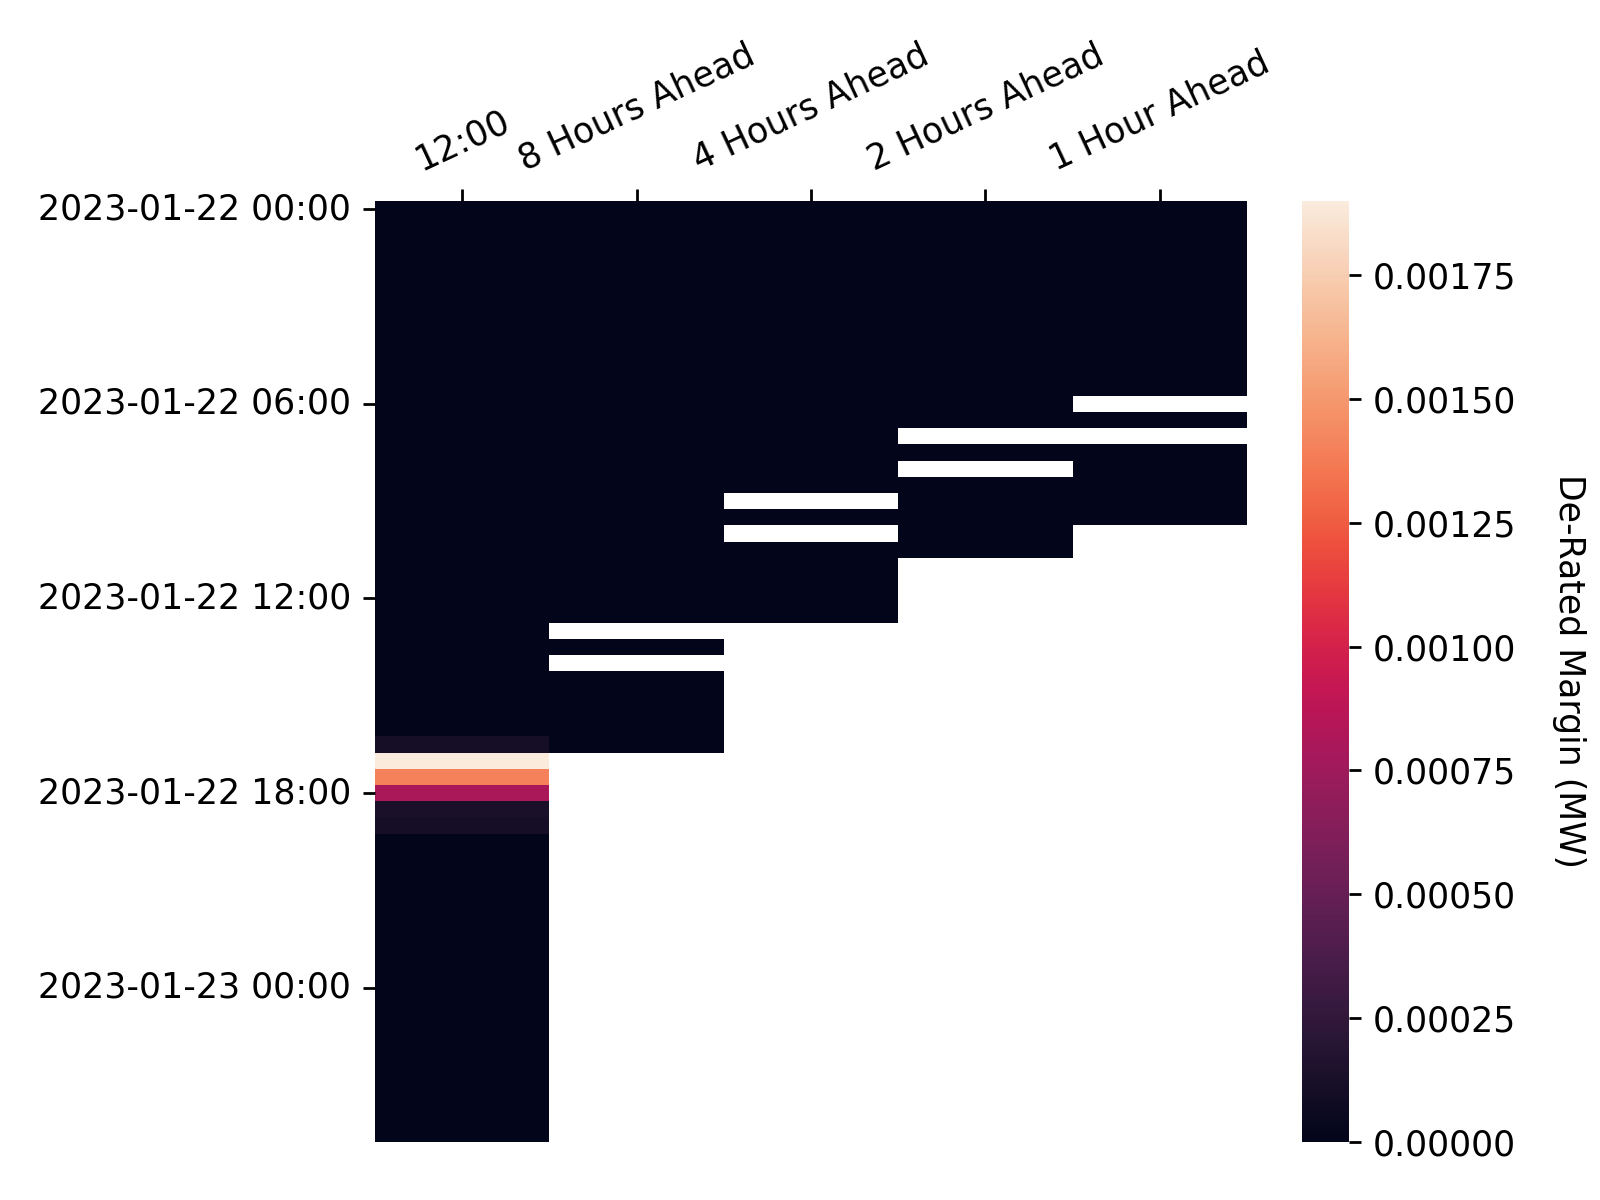 12:00
8 Hours Ahead
4 Hours Ahead
2 Hours Ahead
1 Hour Ahead
2023-01-22 00:00
2023-01-22 06:00
2023-01-22 12:00
2023-01-22 18:00
2023-01-23 00:00
0.00175
0.00150
0.00125
0.00100
0.00075
0.00050
0.00025
0.00000
De-Rated Margin (MW)